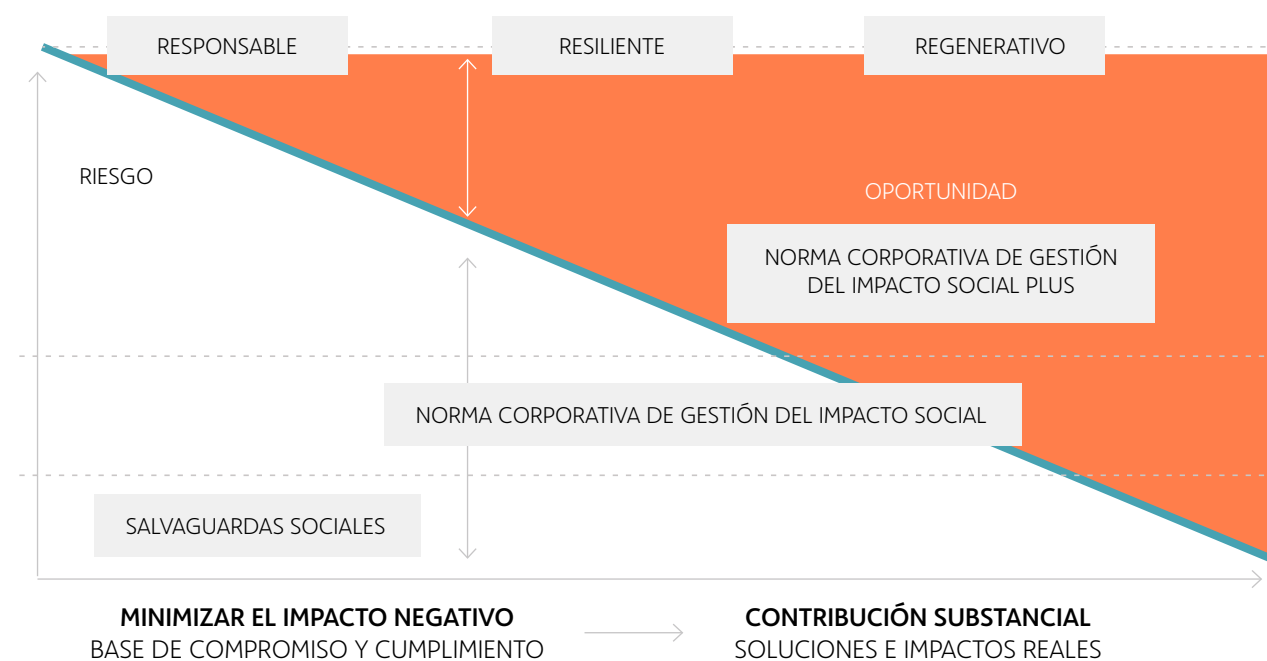 RESPONSABLE
RESILIENTE
REGENERATIVO
RIESGO
OPORTUNIDAD
NORMA CORPORATIVA DE GESTIÓN
DEL IMPACTO SOCIAL PLUS
NORMA CORPORATIVA DE GESTIÓN DEL IMPACTO SOCIAL
SALVAGUARDAS SOCIALES
MINIMIZAR EL IMPACTO NEGATIVO
BASE DE COMPROMISO Y CUMPLIMIENTO
CONTRIBUCIÓN SUBSTANCIAL
SOLUCIONES E IMPACTOS REALES